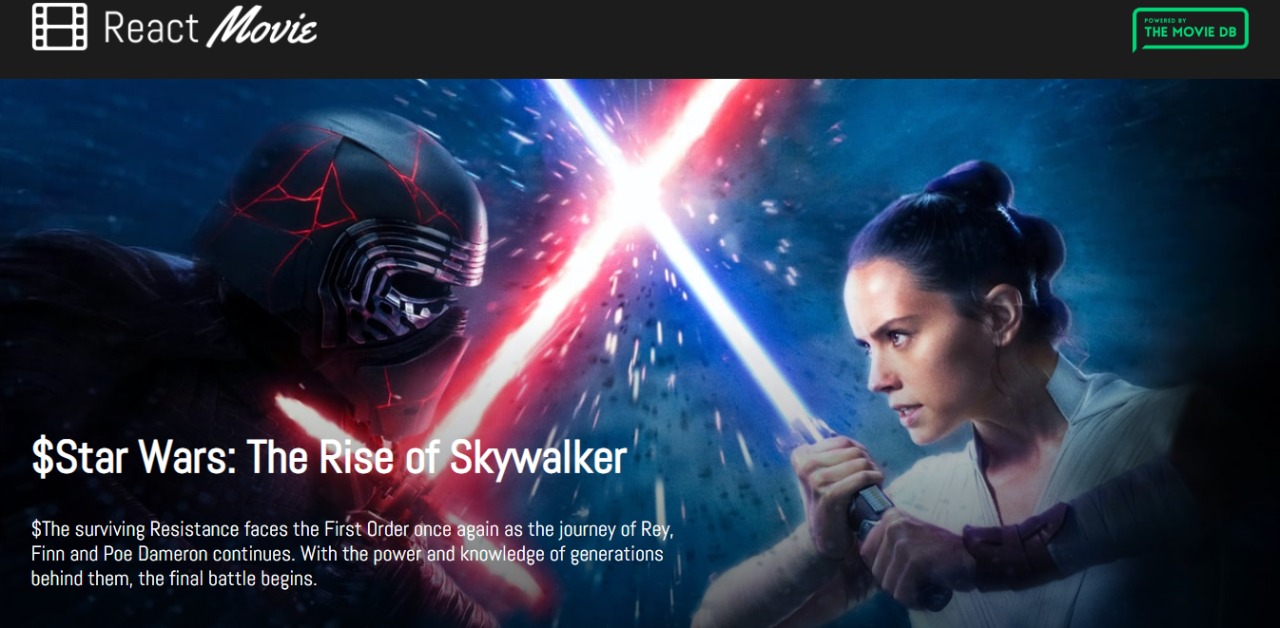 React Movie
POWERED BY
THE MOVIE DB
$Star Wars: The Rise of Skywalker
$The surviving Resistance faces the First Order once again as the journey of Rey,
Finn and Poe Dameron continues. With the power and knowledge of generations
behind them, the final battle begins.